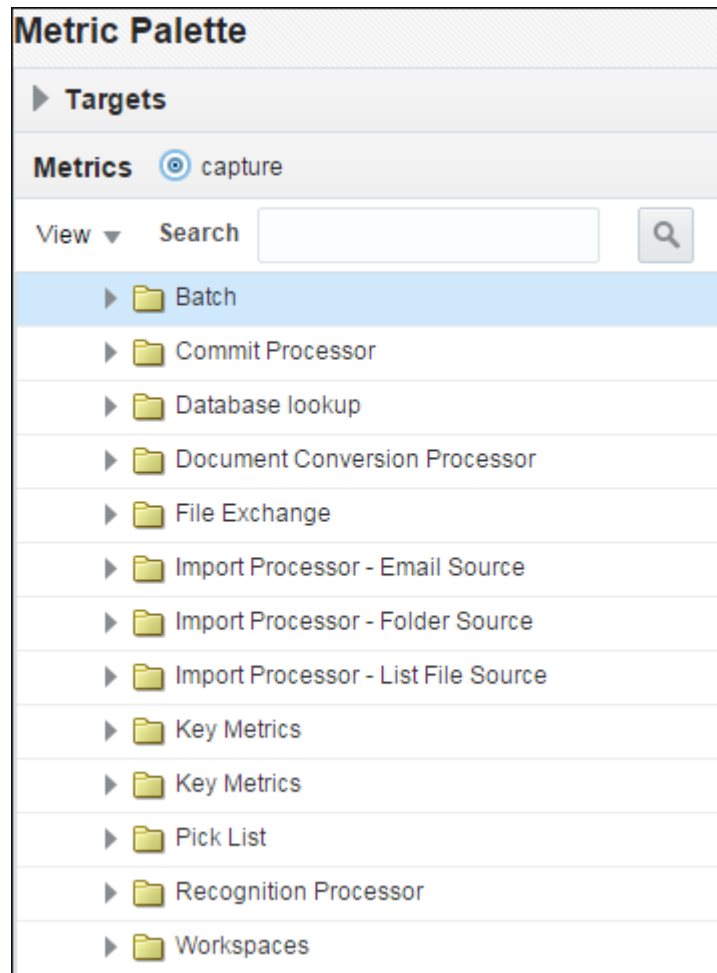 Metric Palette
Targets
Metrics capture
View Search
Batch
Commit Processor
Database lookup
Document Conversion Processor
File Exchange
Import Processor - Email Source
Import Processor - Folder Source
Import Processor - List File Source
Key Metrics
Key Metrics
Pick List
Recognition Processor
Workspaces